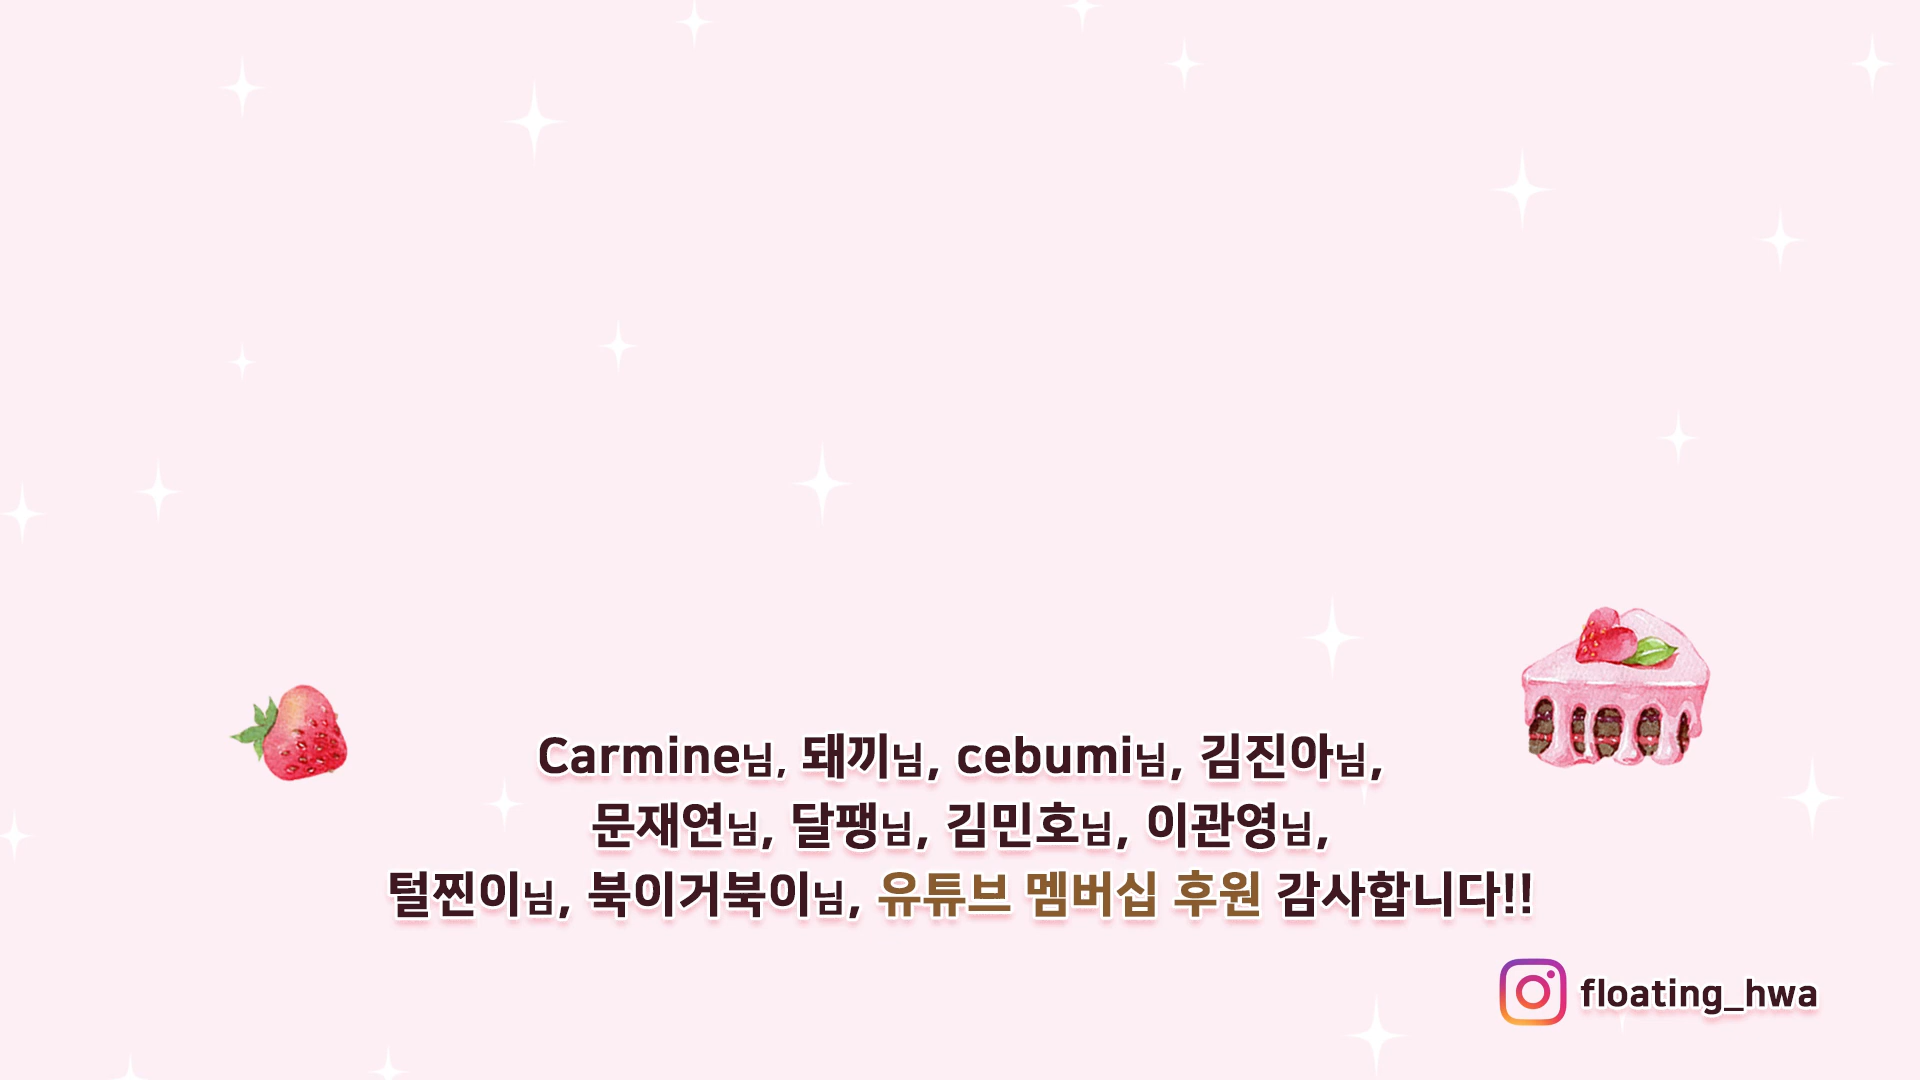 Carmine님, 돼끼님, cebumi님, 김진아님,
문재연님, 달팽님, 김민호님, 이관영님,
털찐이님, 북이거북이님, 유튜브 멤버십 후원 감사합니다!!
floating_hwa